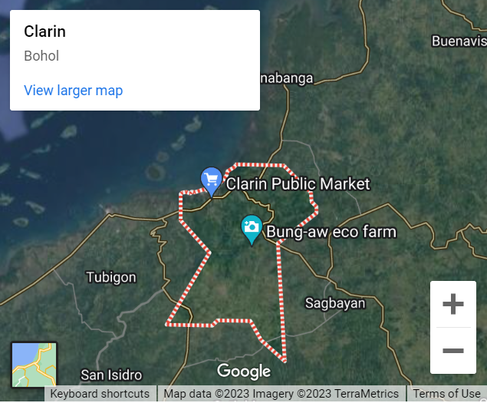 Clarin
Bohol
View larger map
Buenavis
nabanga
Clarin Public Market
Bung-aw eco farm
Tubigon
Sagbayan
San Isidro
Google
Keyboard shortcuts
Map data ©2023 Imagery ©2023 TerraMetrics
Terms of Use